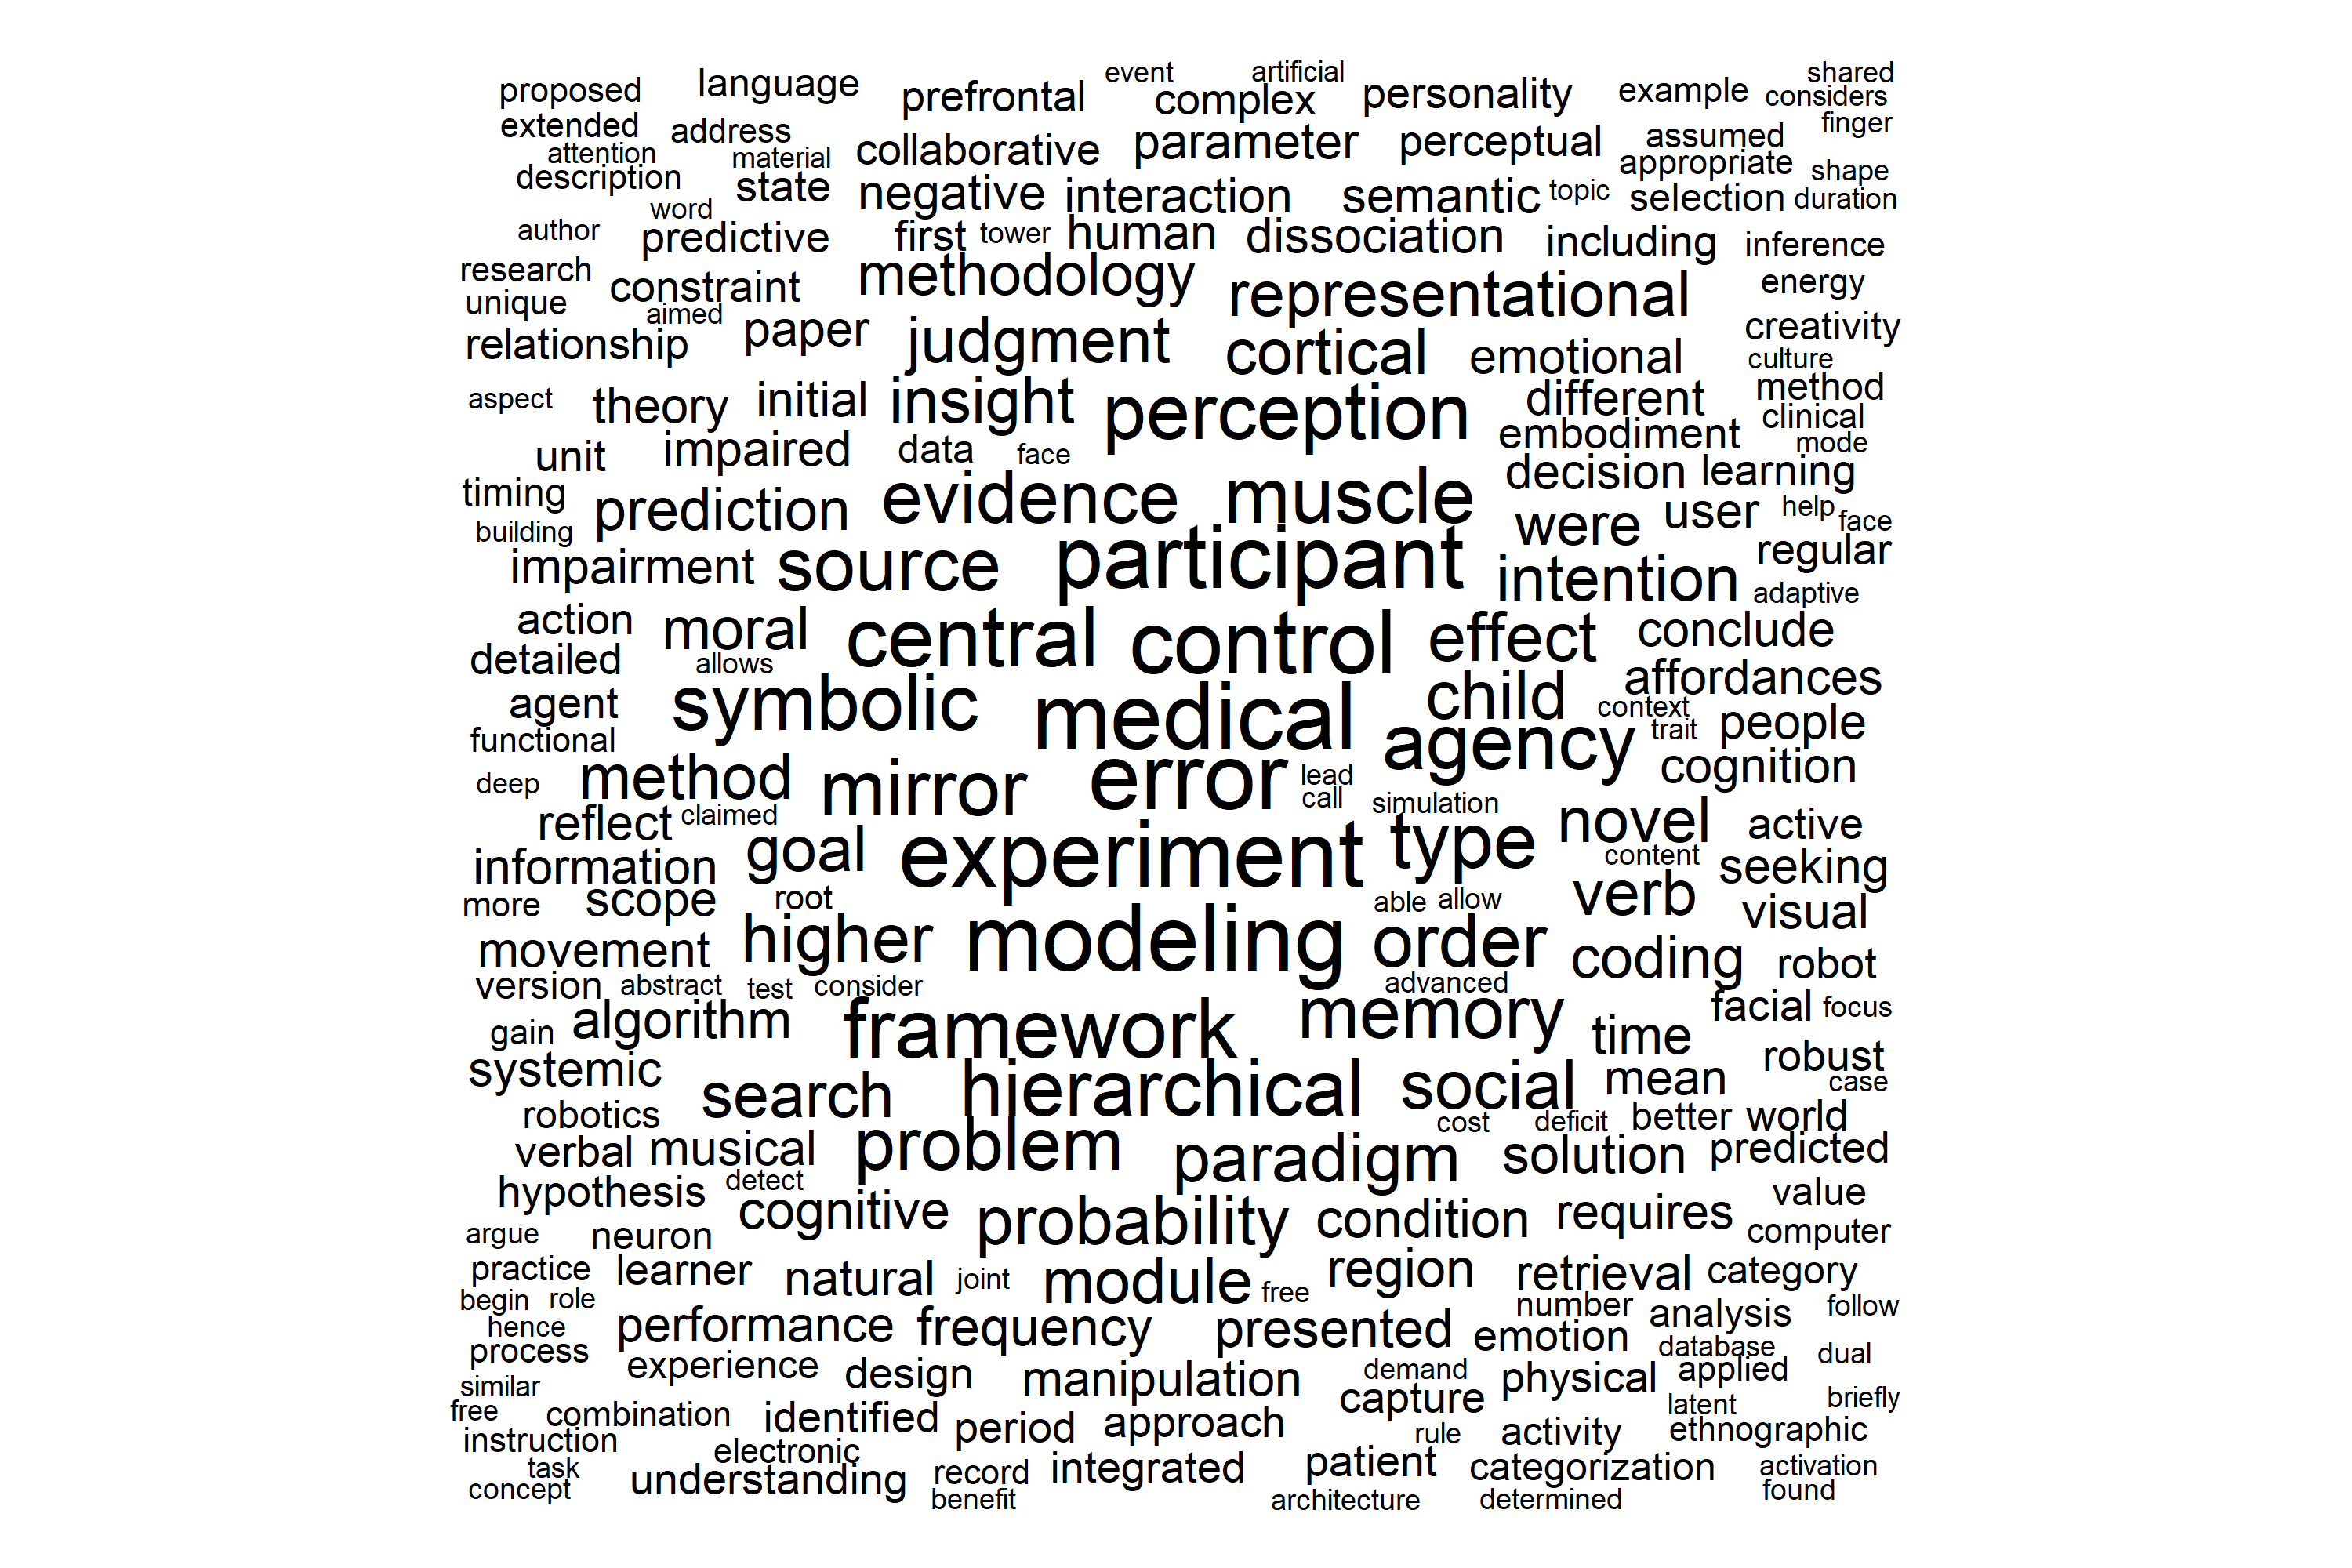 event artificial shared
proposed language prefrontal complex personality example considers
extended address collaborative parameter perceptual assumed finger
attention material appropriate shape
description state negative interaction semantic topic selection duration
word
author predictive first tower human dissociation including inference
research constraint methodology representational energy
unique aimed
relationship paper judgment cortical emotional creativity
culture
aspect theory initial insight perception different method
clinical
unit impaired data face embodiment mode
timing prediction evidence muscle decision learning
building were user help face
impairment source participant intention regular
adaptive
action moral central control effect conclude
detailed allows affordances
agent symbolic medical child context people
functional agency trait
deep method mirror error lead cognition
call simulation
reflect claimed novel active
information goal experiment type content seeking
more scope root able allow verb visual
movement higher modeling order coding robot
version abstract test consider advanced
gain algorithm framework memory time facial focus
systemic search hierarchical social mean robust
case
robotics cost deficit better world
verbal musical problem paradigm solution predicted
hypothesis detect value
argue neuron cognitive probability condition requires computer
practice learner natural joint module free region retrieval category
begin role number analysis follow
hence performance frequency presented emotion database
process experience design manipulation demand physical applied dual
similar capture latent briefly
free combination identified period approach rule activity ethnographic
instruction electronic
task understanding record integrated patient categorization activation
concept benefit architecture determined found